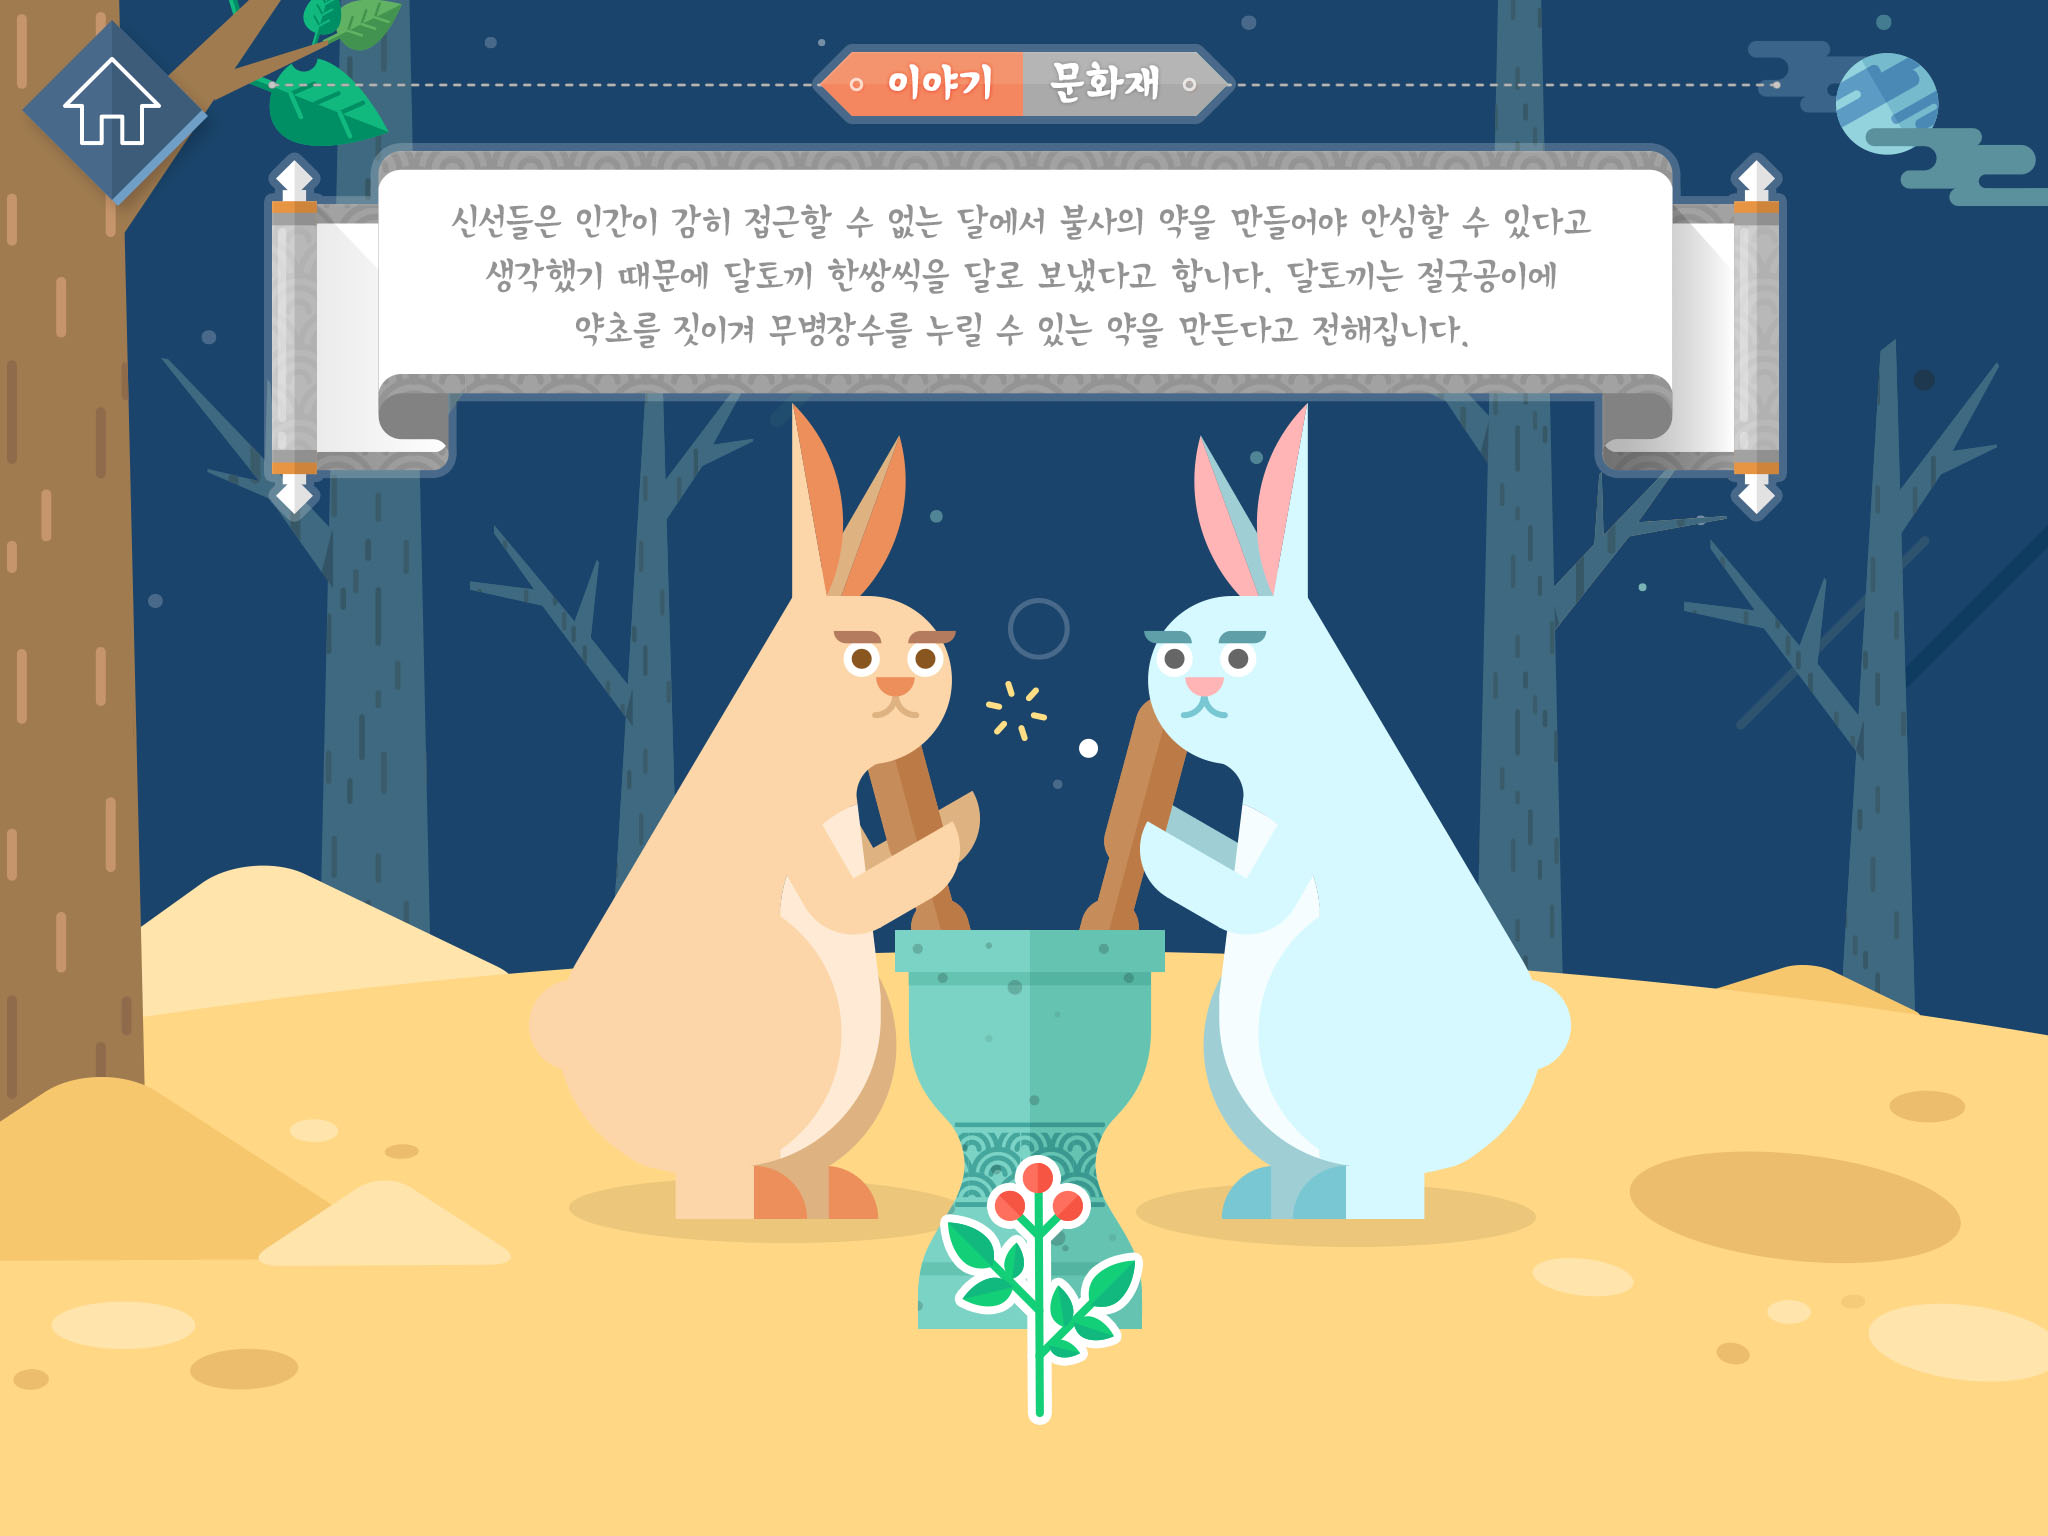 이야기 문화재
신선들은 인간이 감히 접근할 수 없는 달에서 불사의 약을 만들어야 안심할 수 있다고
생각했기 때문에 달토끼 한쌍씩을 달로 보냈다고 합니다. 달토끼는 절굿공이에
약초를 짓이겨 무병장수를 누릴 수 있는 약을 만든다고 전해집니다.